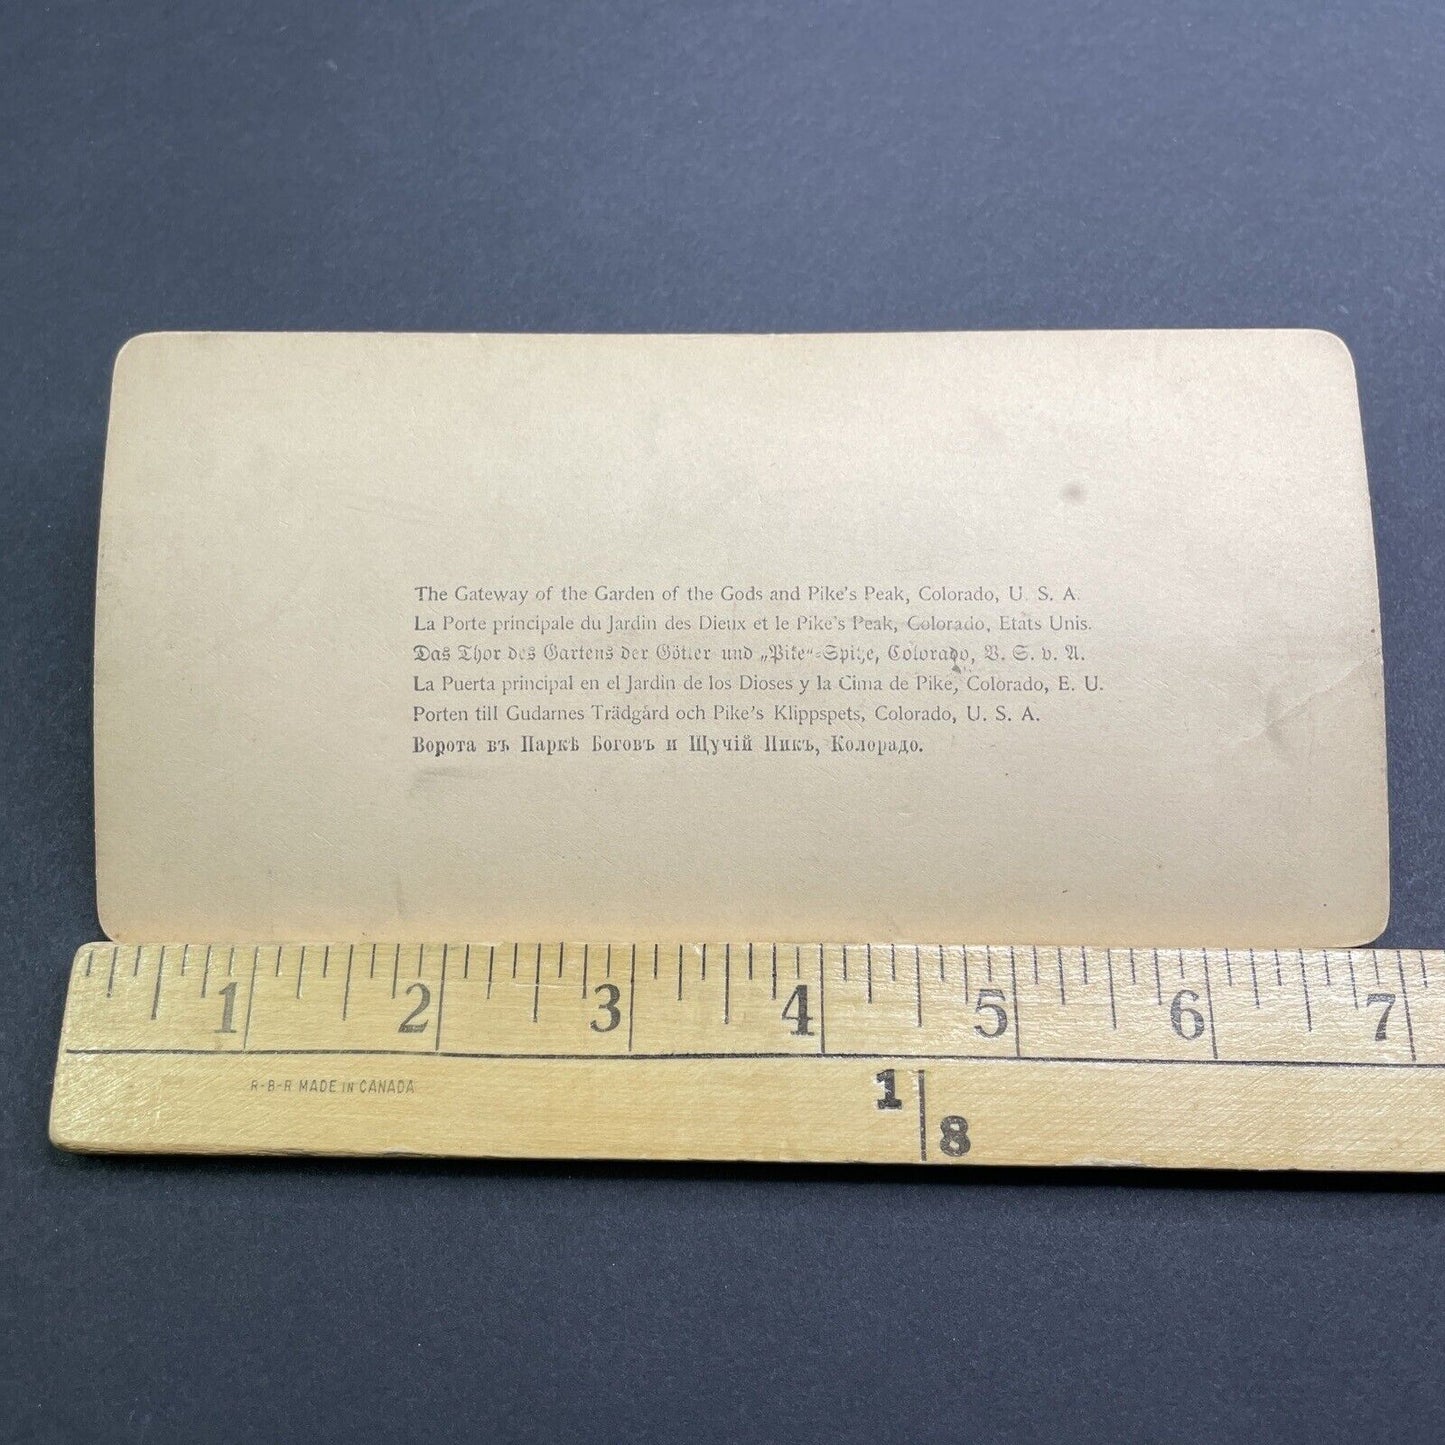 The Gateway of the Garden of the Gods and Pike's Peak, Colorado, U. S. A.
La Porte principale du Jardin des Dieux et le Pike's Peak, Colorado, Etats Unis.
Das Thor des Gartens der Götter und „Pike"-Spitze, Colorado, V. S. v. A.
La Puerta principal en el Jardin de los Dioses y la Cima de Pike, Colorado, E. U.
Porten till Gudarnes Trädgård och Pike's Klippspets, Colorado, U. S. A.
Ворота въ Паркѣ Боговъ и Щучій Пикъ, Колорадо.
1 2 3 4 5 6 7
R-B-R MADE IN CANADA
1
8